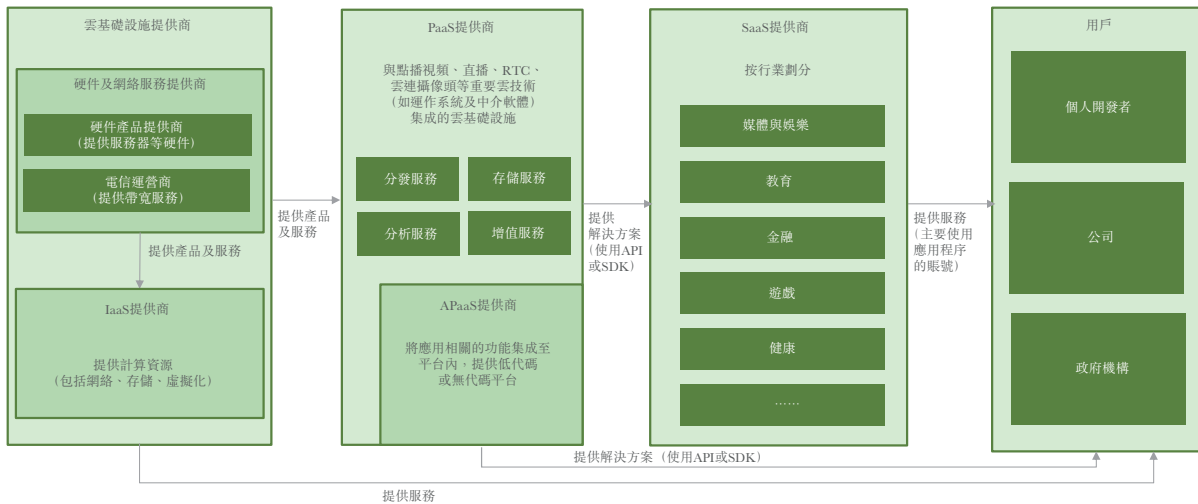 雲基礎設施提供商
硬件及網絡服務提供商
硬件產品提供商
(提供服務器等硬件)
電信運營商
(提供帶寬服務)
提供產品及服務
IaaS提供商
提供計算資源
(包括網絡、存儲、虛擬化)
提供產品
及服務
PaaS提供商
與點播視頻、直播、RTC、
雲連攝像頭等重要雲技術
(如運作系統及中介軟體)
集成的雲基礎設施
分發服務
存儲服務
分析服務
增值服務
APaaS提供商
將應用相關的功能集成至
平台內，提供低代碼
或無代碼平台
提供
解決方案
(使用API
或SDK)
SaaS提供商
按行業劃分
媒體與娛樂
教育
金融
遊戲
健康
……
提供服務
(主要使用
應用程序
的賬號)
用戶
個人開發者
公司
政府機構
提供解決方案（使用API或SDK）
提供服務